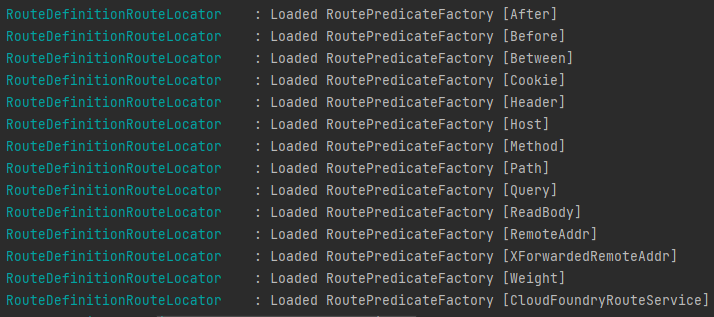 RouteDefinitionRouteLocator : Loaded RoutePredicateFactory [After]
RouteDefinitionRouteLocator : Loaded RoutePredicateFactory [Before]
RouteDefinitionRouteLocator : Loaded RoutePredicateFactory [Between]
RouteDefinitionRouteLocator : Loaded RoutePredicateFactory [Cookie]
RouteDefinitionRouteLocator : Loaded RoutePredicateFactory [Header]
RouteDefinitionRouteLocator : Loaded RoutePredicateFactory [Host]
RouteDefinitionRouteLocator : Loaded RoutePredicateFactory [Method]
RouteDefinitionRouteLocator : Loaded RoutePredicateFactory [Path]
RouteDefinitionRouteLocator : Loaded RoutePredicateFactory [Query]
RouteDefinitionRouteLocator : Loaded RoutePredicateFactory [ReadBody]
RouteDefinitionRouteLocator : Loaded RoutePredicateFactory [RemoteAddr]
RouteDefinitionRouteLocator : Loaded RoutePredicateFactory [XForwardedRemoteAddr]
RouteDefinitionRouteLocator : Loaded RoutePredicateFactory [Weight]
RouteDefinitionRouteLocator : Loaded RoutePredicateFactory [CloudFoundryRouteService]